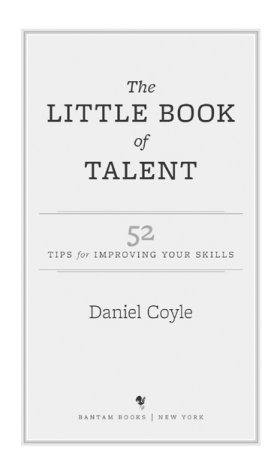 The
LITTLE BOOK
of
TALENT
52
TIPS for IMPROVING YOUR SKILLS
Daniel Coyle
BANTAM BOOKS | NEW YORK